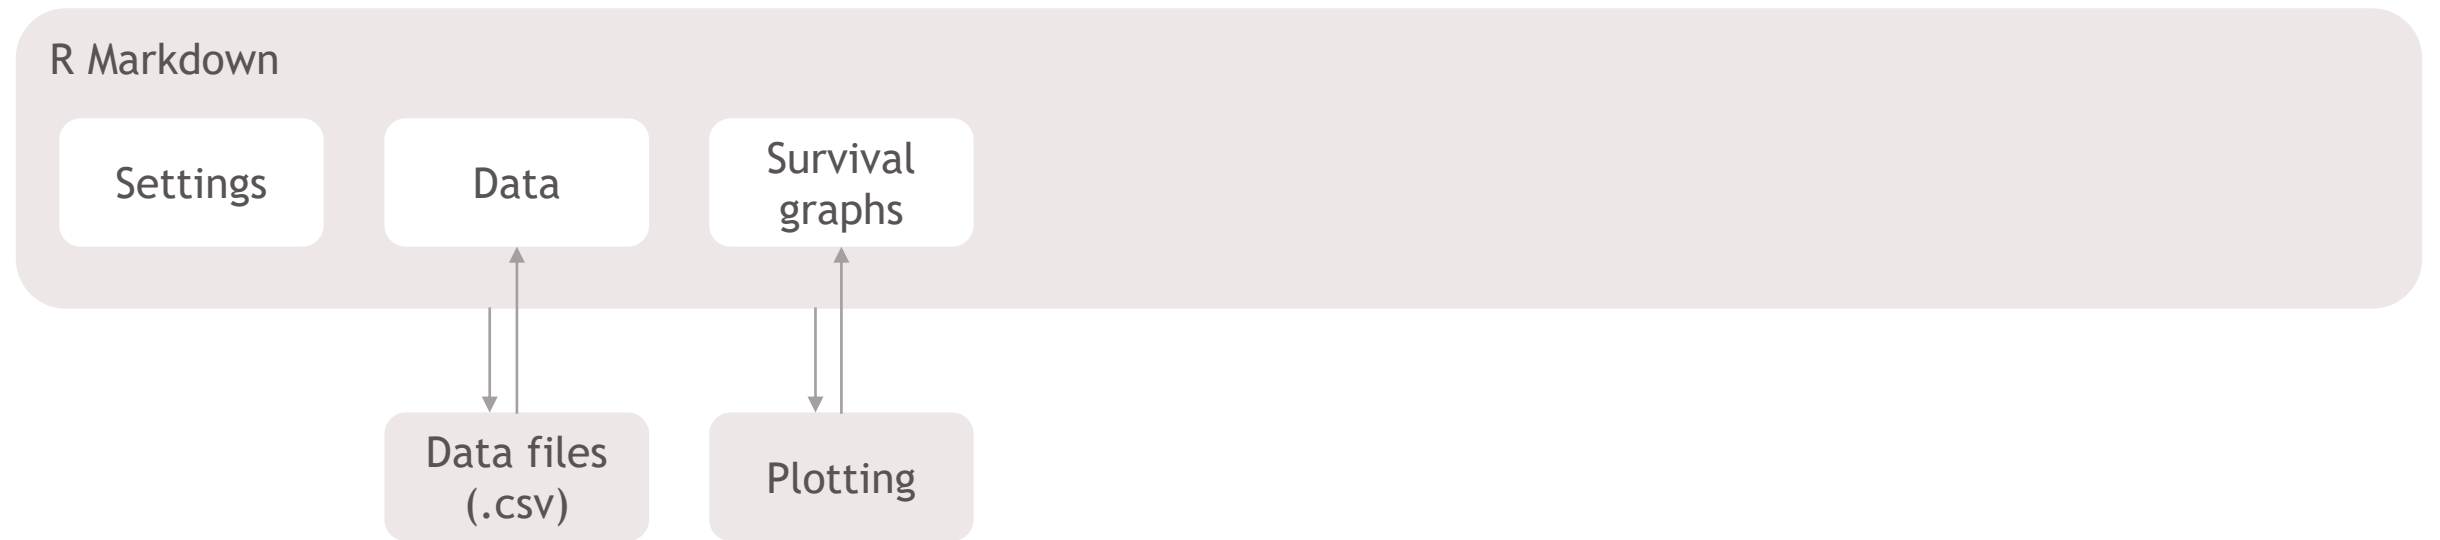 R Markdown
Settings
Data
Survival
graphs
Data files
(.csv)
Plotting